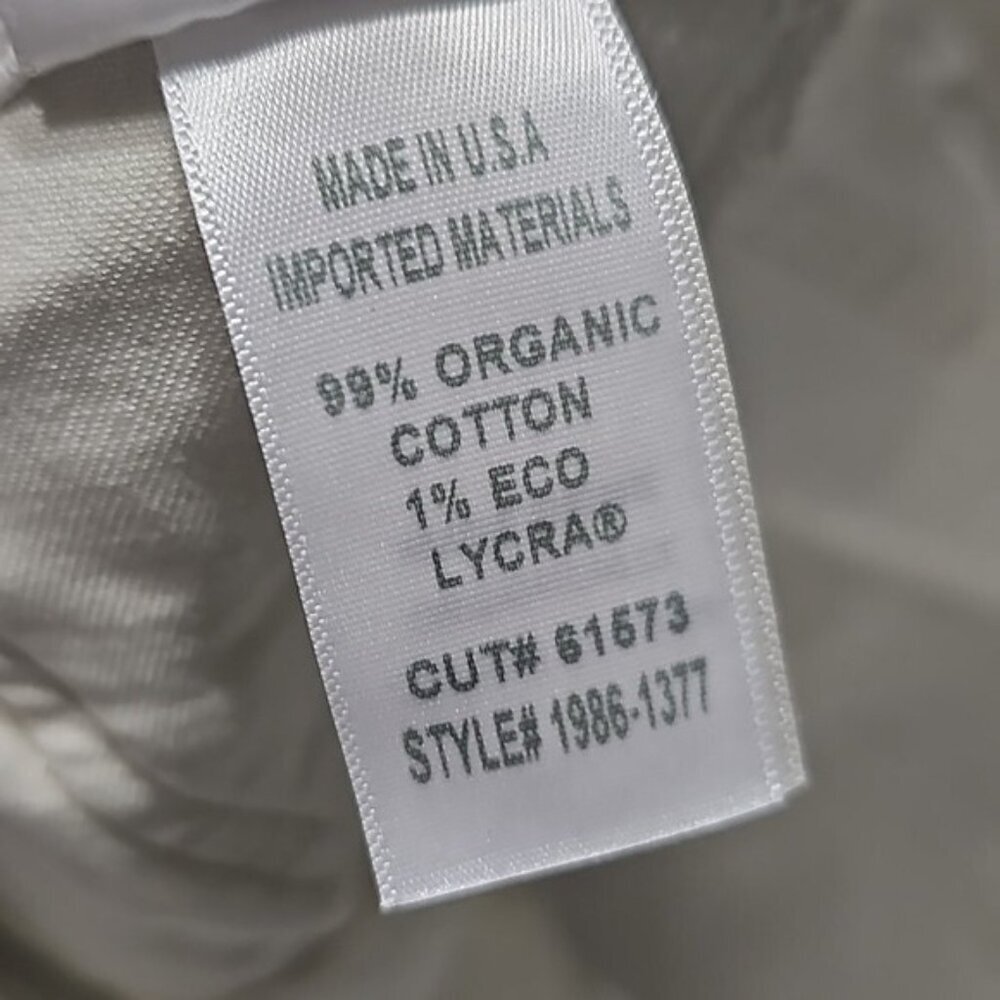 MADE IN U.S.A
IMPORTED MATERIALS
99% ORGANIC
COTTON
1% ECO
LYCRA®
CUT# 61573
STYLE# 1986-1377